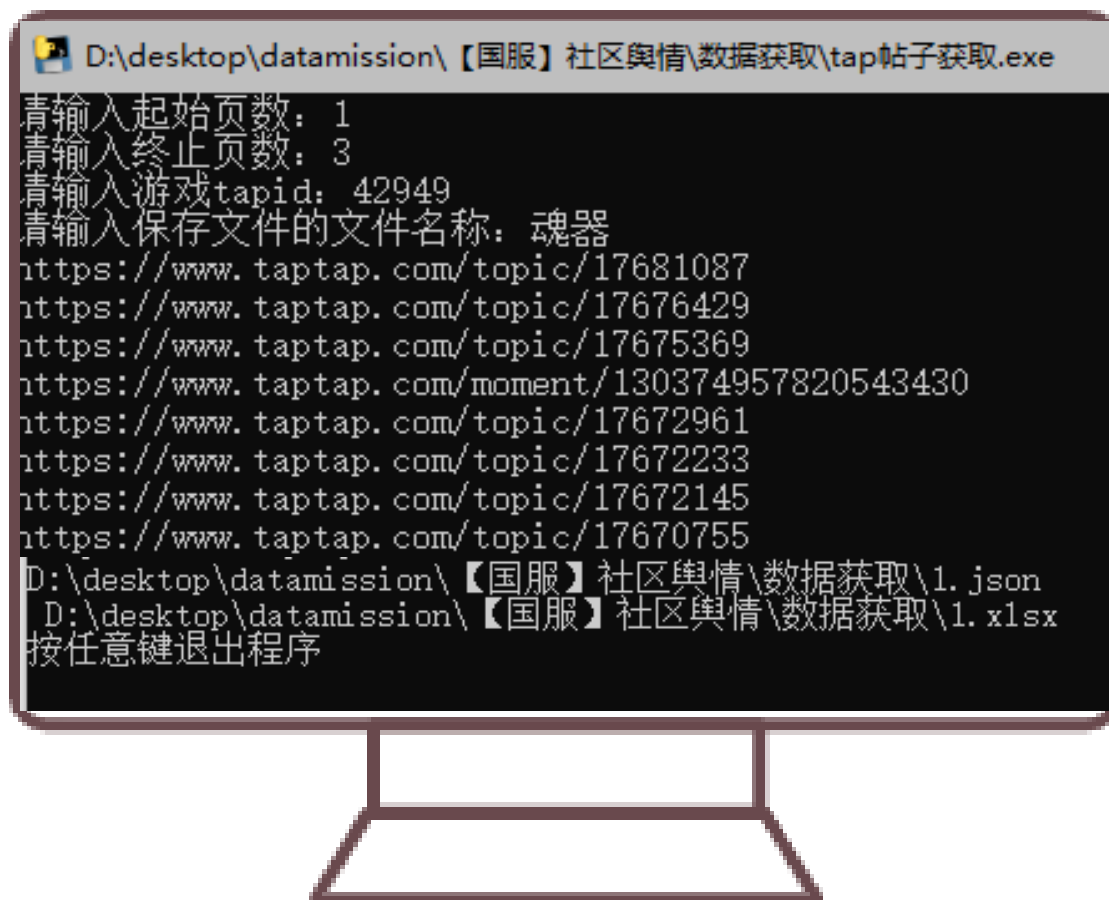 D:\desktop\datamission\【国服】社区舆情\数据获取\tap帖子获取.exe
请输入起始页数：1
请输入终止页数：3
请输入游戏tapid：42949
请输入保存文件的文件名称：魂器
https://www.taptap.com/topic/17681087
https://www.taptap.com/topic/17676429
https://www.taptap.com/topic/17675369
https://www.taptap.com/moment/130374957820543430
https://www.taptap.com/topic/17672961
https://www.taptap.com/topic/17672233
https://www.taptap.com/topic/17672145
https://www.taptap.com/topic/17670755
D:\desktop\datamission\【国服】社区舆情\数据获取\1.json
D:\desktop\datamission\【国服】社区舆情\数据获取\1.xlsx
按任意键退出程序